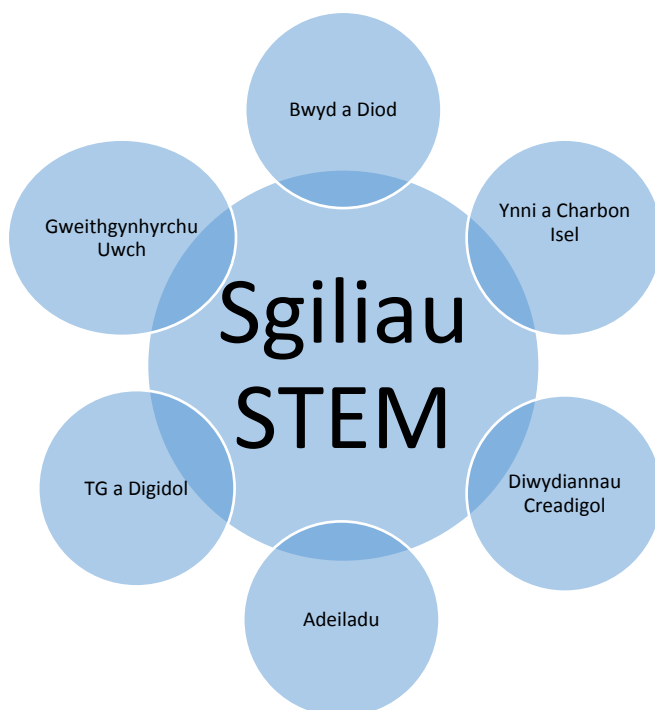 Bwyd a Diod
Ynni a Charbon
Isel
Gweithgynhyrchu
Uwch
Sgiliau
STEM
TG a Digidol
Diwydiannau
Creadigol
Adeiladu